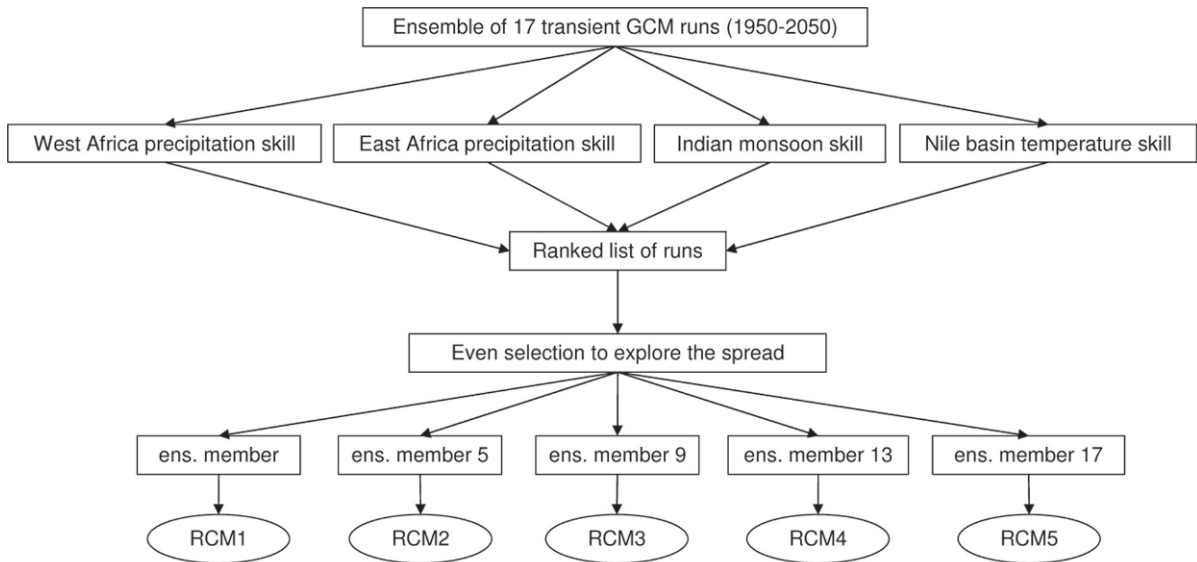 Ensemble of 17 transient GCM runs (1950-2050)
West Africa precipitation skill
East Africa precipitation skill
Indian monsoon skill
Nile basin temperature skill
Ranked list of runs
Even selection to explore the spread
ens. member
ens. member 5
ens. member 9
ens. member 13
ens. member 17
RCM1
RCM2
RCM3
RCM4
RCM5